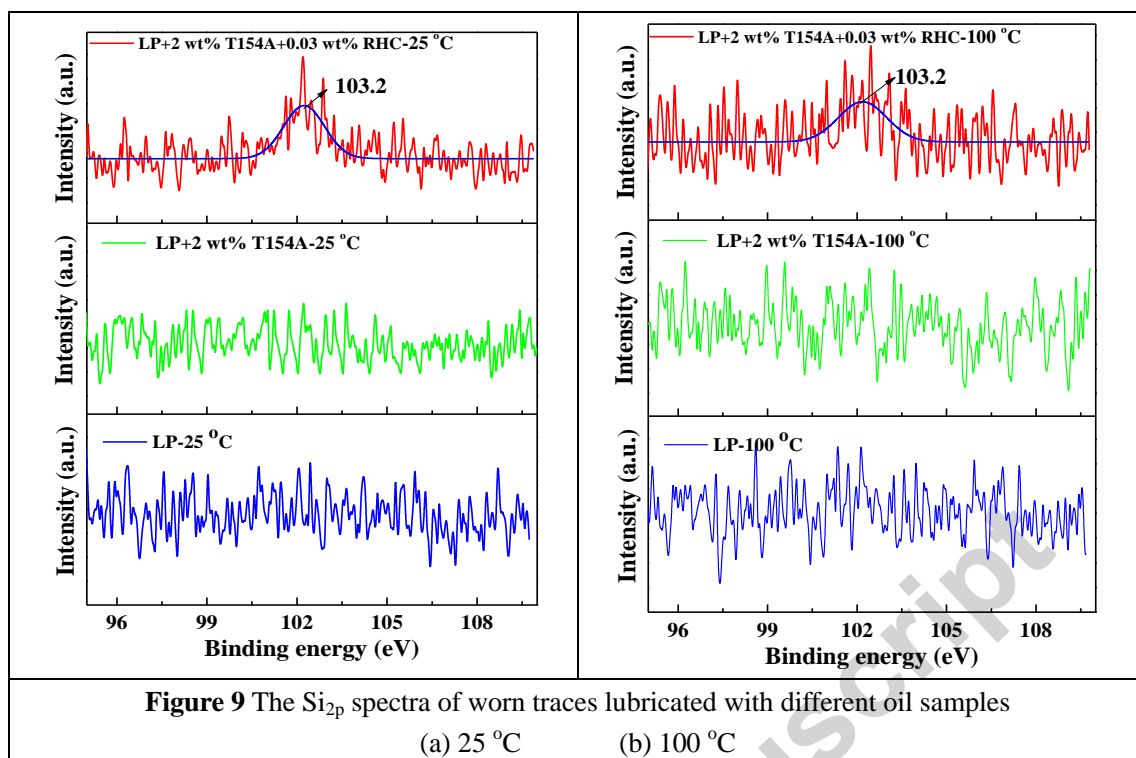 LP+2 wt% T154A+0.03 wt% RHC-25 °C
103.2
Intensity (a.u.)
LP+2 wt% T154A-25 °C
Intensity (a.u.)
LP-25 °C
Intensity (a.u.)
96 99 102 105 108
Binding energy (eV)
LP+2 wt% T154A+0.03 wt% RHC-100 °C
103.2
Intensity (a.u.)
LP+2 wt% T154A-100 °C
Intensity (a.u.)
LP-100 °C
Intensity (a.u.)
96 99 102 105 108
Binding energy (eV)
Figure 9 The Si2p spectra of worn traces lubricated with different oil samples
(a) 25 °C (b) 100 °C
script